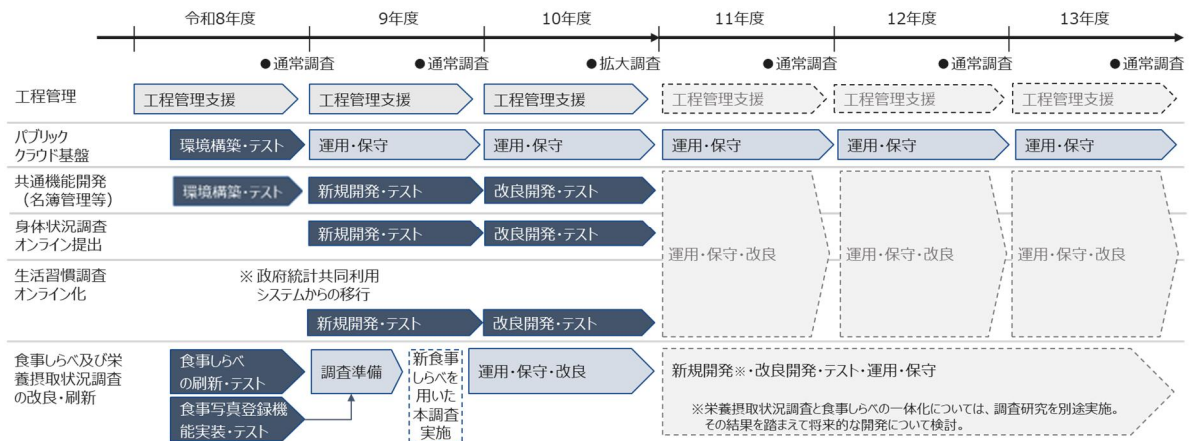 令和8年度 9年度 10年度 11年度 12年度 13年度
●通常調査 ●通常調査 ●拡大調査 ●通常調査 ●通常調査 ●通常調査
工程管理 工程管理支援 工程管理支援 工程管理支援 工程管理支援 工程管理支援 工程管理支援
パブリック
クラウド基盤
環境構築・テスト 運用・保守 運用・保守 運用・保守 運用・保守 運用・保守
共通機能開発
（名簿管理等）
環境構築・テスト 新規開発・テスト 改良開発・テスト
身体状況調査
オンライン提出
新規開発・テスト 改良開発・テスト
運用・保守・改良 運用・保守・改良 運用・保守・改良
生活習慣調査
オンライン化
※ 政府統計共同利用
システムからの移行
新規開発・テスト 改良開発・テスト
食事しらべ及び栄
養摂取状況調査
の改良・刷新
食事しらべ
の刷新・テスト
食事写真登録機
能実装・テスト
調査準備
新食事
しらべを
用いた
本調査
実施
運用・保守・改良
新規開発※・改良開発・テスト・運用・保守
※栄養摂取状況調査と食事しらべの一体化については、調査研究を別途実施。
その結果を踏まえて将来的な開発について検討。